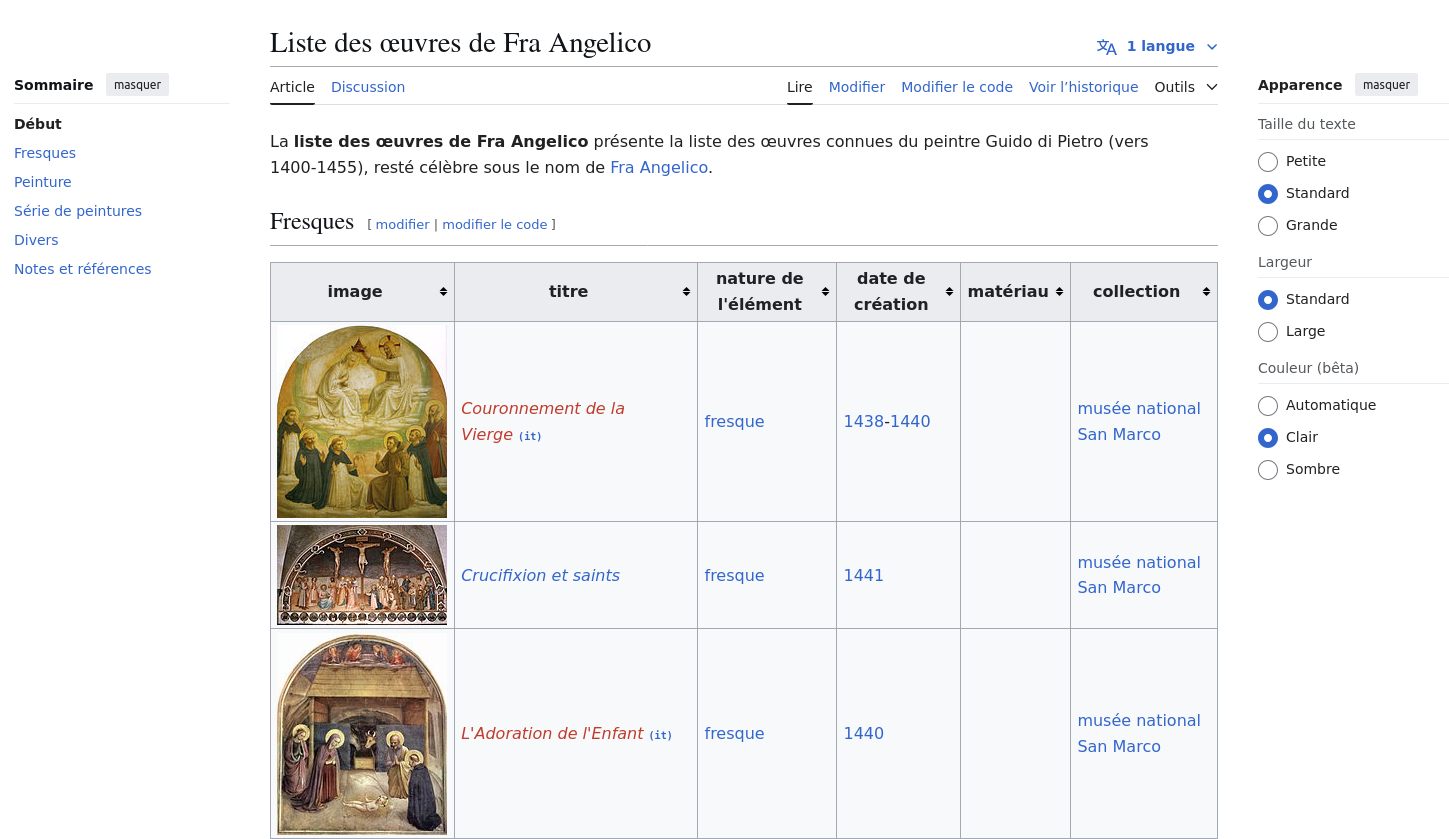 Liste des œuvres de Fra Angelico
1 langue
Sommaire masquer
Début
Fresques
Peinture
Série de peintures
Divers
Notes et références
Article Discussion Lire Modifier Modifier le code Voir l’historique Outils
La liste des œuvres de Fra Angelico présente la liste des œuvres connues du peintre Guido di Pietro (vers
1400-1455), resté célèbre sous le nom de Fra Angelico.
Fresques [ modifier | modifier le code ]
image titre nature de l'élément date de création matériau collection
Couronnement de la
Vierge (it)
fresque
1438-1440
musée national
San Marco
Crucifixion et saints
fresque
1441
musée national
San Marco
L'Adoration de l'Enfant (it)
fresque
1440
musée national
San Marco
Apparence masquer
Taille du texte
Petite
Standard
Grande
Largeur
Standard
Large
Couleur (bêta)
Automatique
Clair
Sombre